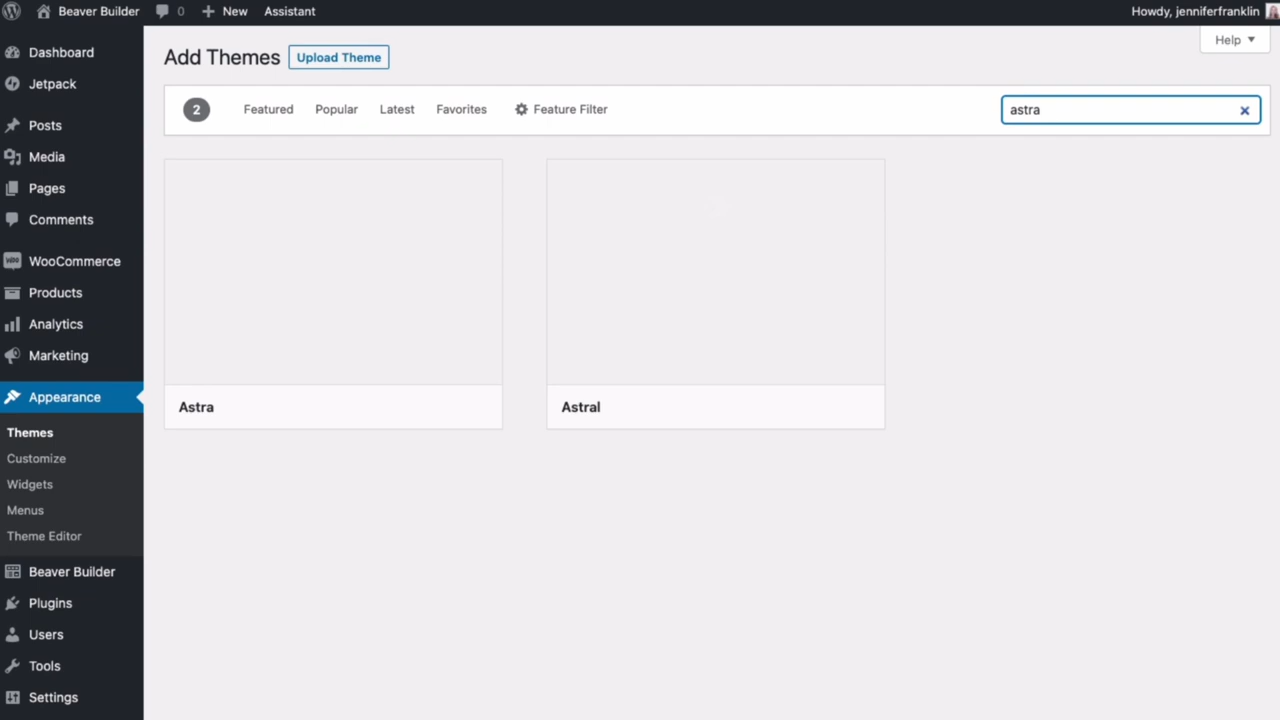 Beaver Builder 0 New Assistant Howdy, jenniferfranklin
Help
Dashboard
Jetpack
Posts
Media
Pages
Comments
WooCommerce
Products
Analytics
Marketing
Appearance
Themes
Customize
Widgets
Menus
Theme Editor
Beaver Builder
Plugins
Users
Tools
Settings
Add Themes Upload Theme
2 Featured Popular Latest Favorites Feature Filter astra
Astra Astral